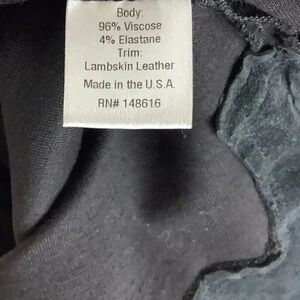 Body:
96% Viscose
4% Elastane
Trim:
Lambskin Leather
Made in the U.S.A.
RN# 148616